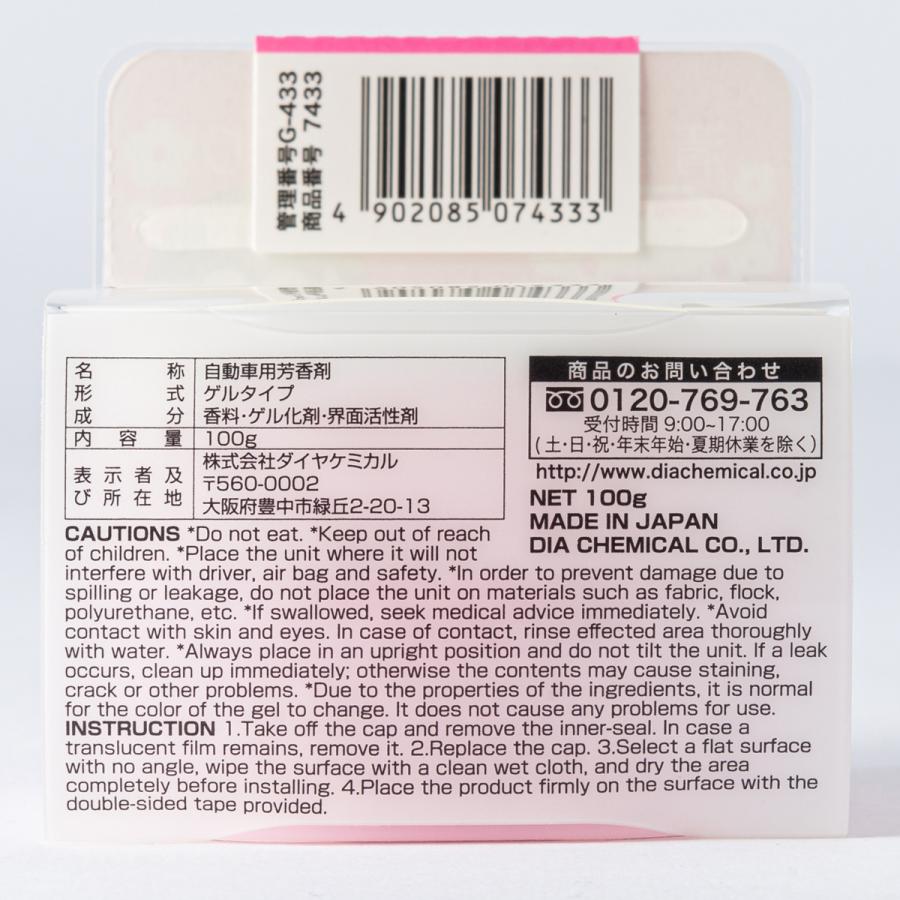 管理番号G-433
商品番号 7433
4 902085 074333
名称 自動車用芳香剤
形式 ゲルタイプ
成分 香料・ゲル化剤・界面活性剤
内容量 100g
表示者及び所在地 株式会社ダイヤケミカル
〒560-0002
大阪府豊中市緑丘2-20-13
商品のお問い合わせ
0120-769-763
受付時間 9:00~17:00
(土・日・祝・年末年始・夏期休業を除く)
http://www.diachemical.co.jp
NET 100g
MADE IN JAPAN
DIA CHEMICAL CO., LTD.
CAUTIONS *Do not eat. *Keep out of reach
of children. *Place the unit where it will not
interfere with driver, air bag and safety. *In order to prevent damage due to
spilling or leakage, do not place the unit on materials such as fabric, flock,
polyurethane, etc. *If swallowed, seek medical advice immediately. *Avoid
contact with skin and eyes. In case of contact, rinse effected area thoroughly
with water. *Always place in an upright position and do not tilt the unit. If a leak
occurs, clean up immediately; otherwise the contents may cause staining,
crack or other problems. *Due to the properties of the ingredients, it is normal
for the color of the gel to change. It does not cause any problems for use.
INSTRUCTION 1.Take off the cap and remove the inner-seal. In case a
translucent film remains, remove it. 2.Replace the cap. 3.Select a flat surface
with no angle, wipe the surface with a clean wet cloth, and dry the area
completely before installing. 4.Place the product firmly on the surface with the
double-sided tape provided.